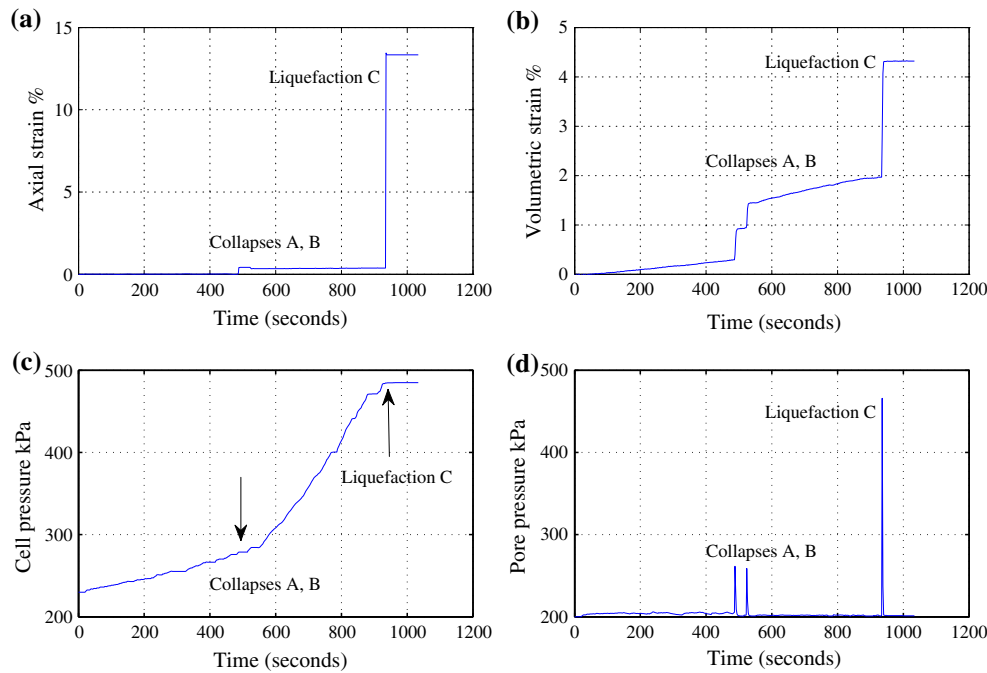 (a)
15
10
5
0
Axial strain %
Liquefaction C
Collapses A, B
0 200 400 600 800 1000 1200
Time (seconds)
(b)
5
4
3
2
1
0
Volumetric strain %
Liquefaction C
Collapses A, B
0 200 400 600 800 1000 1200
Time (seconds)
(c)
500
400
300
200
Cell pressure kPa
Liquefaction C
Collapses A, B
0 200 400 600 800 1000 1200
Time (seconds)
(d)
500
400
300
200
Pore pressure kPa
Liquefaction C
Collapses A, B
0 200 400 600 800 1000 1200
Time (seconds)